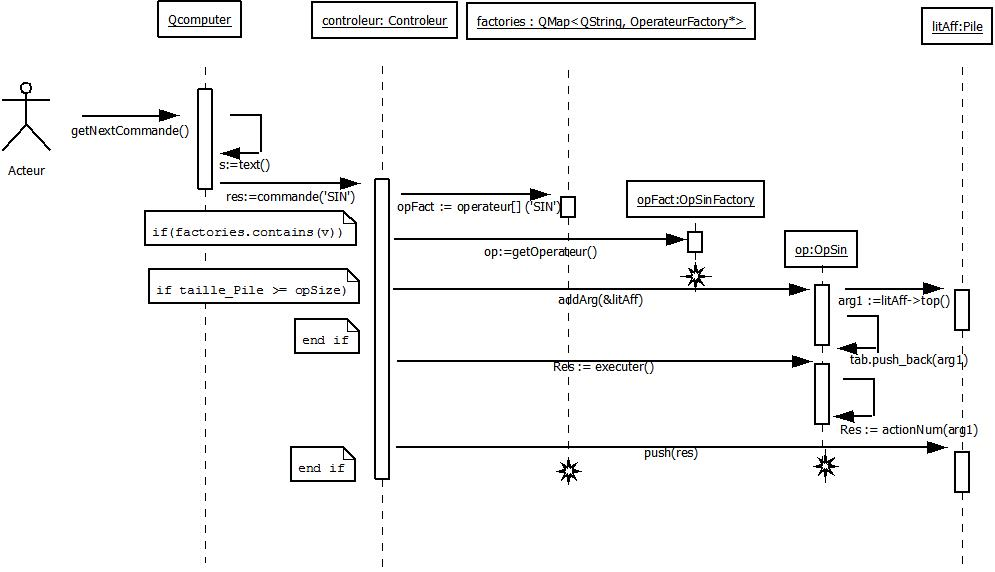 Qcomputer
controleur: Controleur
factories : QMap<QString, OperateurFactory*>
litAff:Pile
getNextCommande()
s:=text()
Acteur
res:=commande('SIN')
opFact := operateur[] ('SIN')
opFact:OpSinFactory
if(factories.contains(v))
op:=getOperateur()
op:OpSin
if taille_Pile >= opSize)
addArg(&litAff)
arg1 :=litAff->top()
end if
tab.push_back(arg1)
Res := executer()
Res := actionNum(arg1)
push(res)
end if